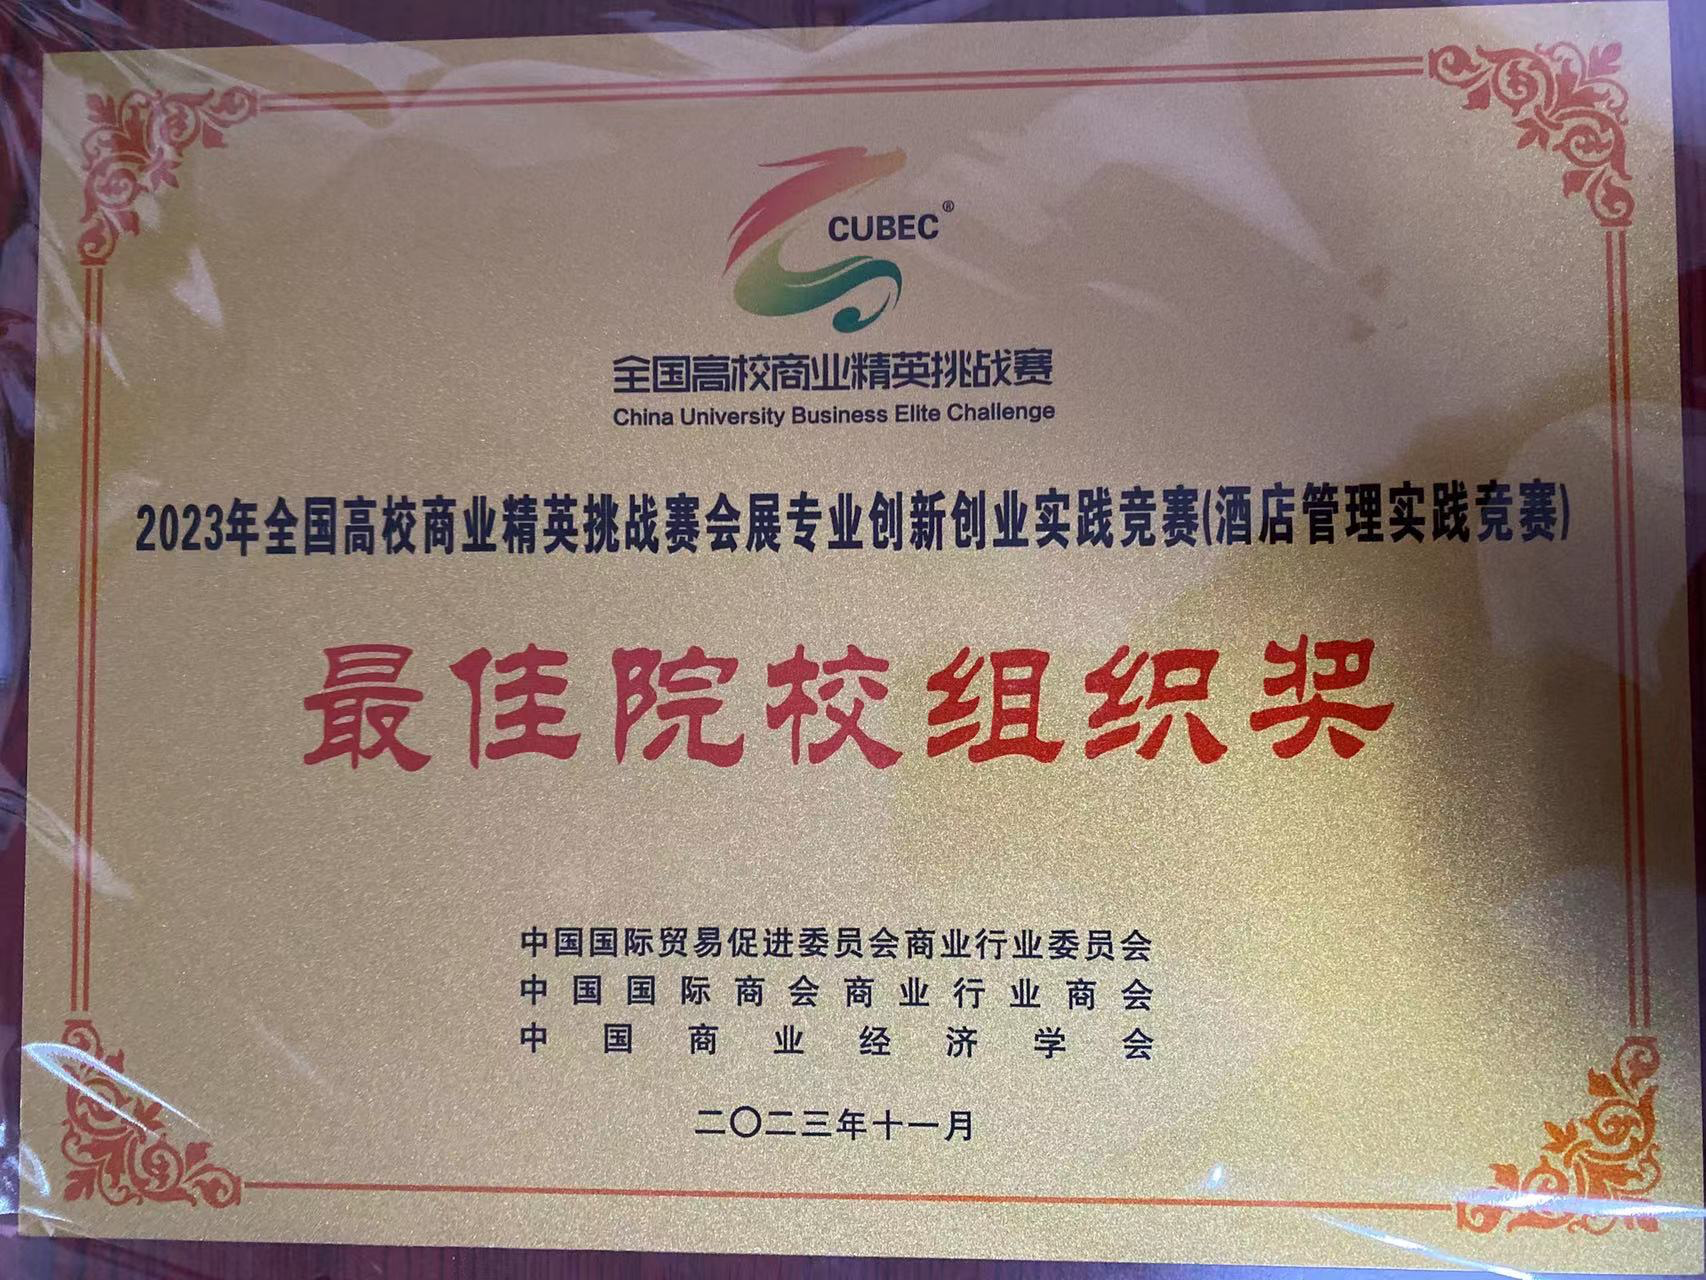 CUBEC®
全国高校商业精英挑战赛
China University Business Elite Challenge
2023年全国高校商业精英挑战赛会展专业创新创业实践竞赛(酒店管理实践竞赛)
最佳院校组织奖
中国国际贸易促进委员会商业行业委员会
中国国际商会商业行业商会
中国商业经济学会
二〇二三年十一月